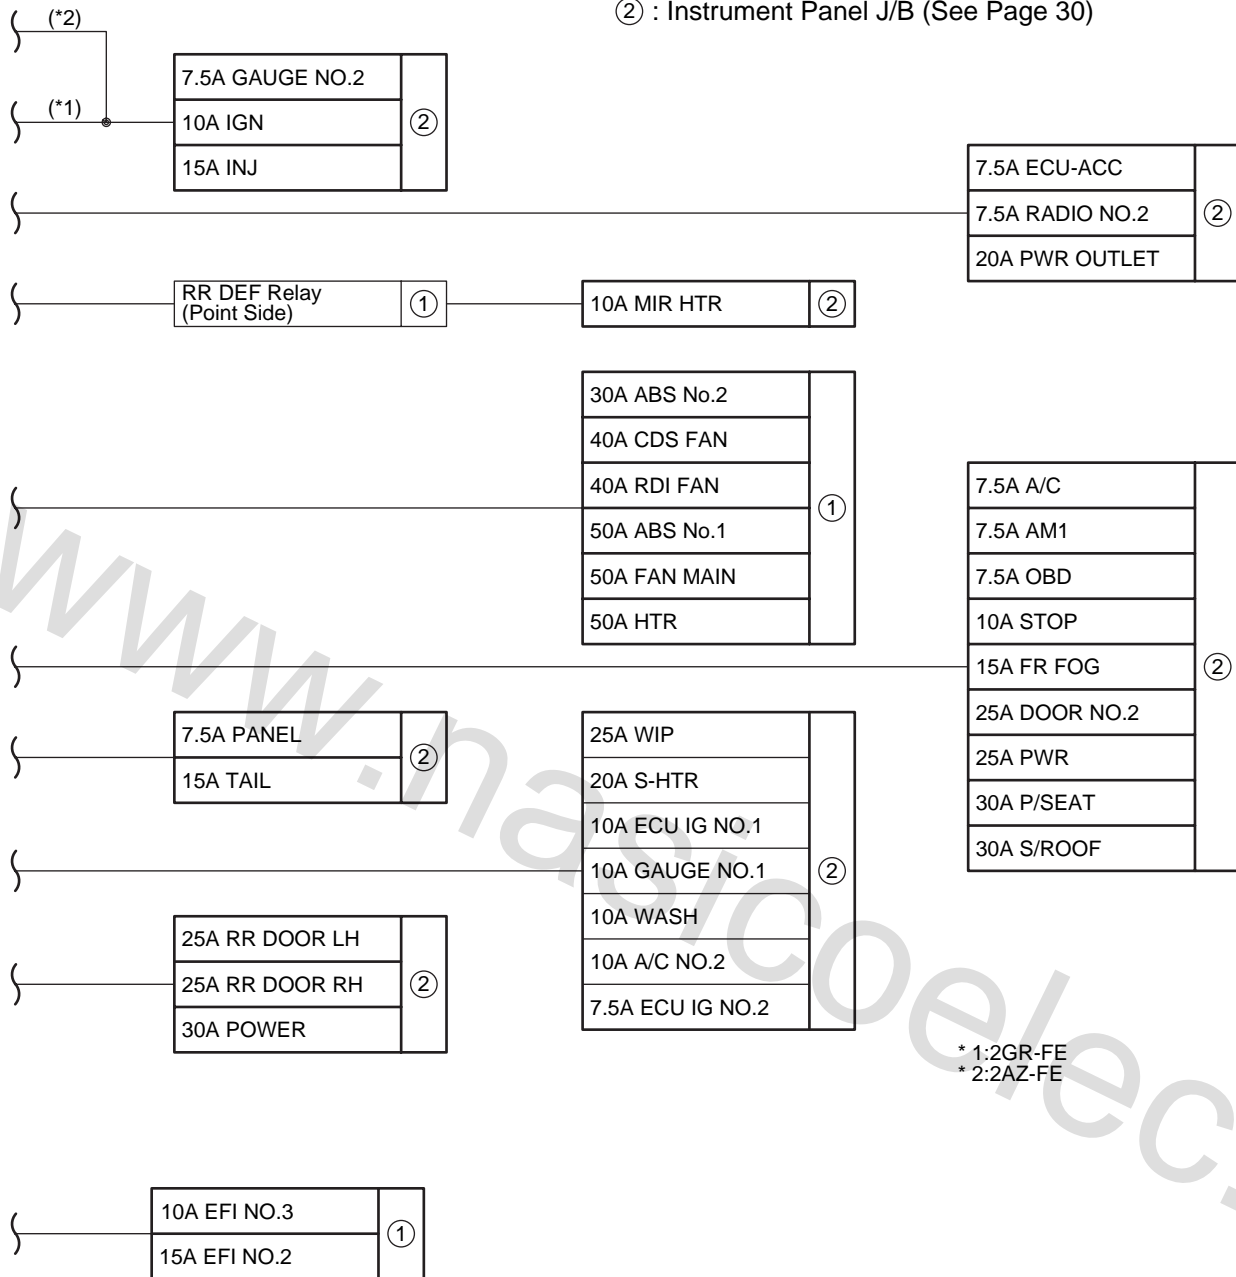 ② : Instrument Panel J/B (See Page 30)
(*2)
(*1)
7.5A GAUGE NO.2
10A IGN
15A INJ
②
7.5A ECU-ACC
7.5A RADIO NO.2
20A PWR OUTLET
②
RR DEF Relay
(Point Side)
①
10A MIR HTR
②
30A ABS No.2
40A CDS FAN
40A RDI FAN
50A ABS No.1
50A FAN MAIN
50A HTR
①
7.5A A/C
7.5A AM1
7.5A OBD
10A STOP
15A FR FOG
25A DOOR NO.2
25A PWR
30A P/SEAT
30A S/ROOF
②
7.5A PANEL
15A TAIL
②
25A WIP
20A S-HTR
10A ECU IG NO.1
10A GAUGE NO.1
10A WASH
10A A/C NO.2
7.5A ECU IG NO.2
②
25A RR DOOR LH
25A RR DOOR RH
30A POWER
②
* 1:2GR-FE
* 2:2AZ-FE
10A EFI NO.3
15A EFI NO.2
①
www.nasicoelec.